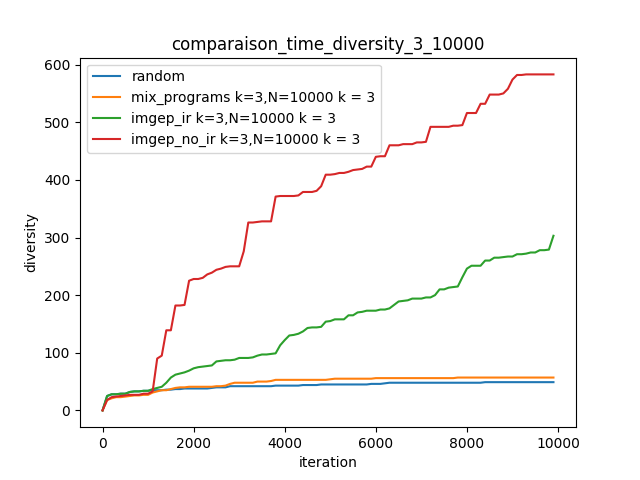 comparaison_time_diversity_3_10000
random
mix_programs k=3,N=10000 k = 3
imgep_ir k=3,N=10000 k = 3
imgep_no_ir k=3,N=10000 k = 3
600
500
400
300
200
100
0
diversity
0 2000 4000 6000 8000 10000
iteration